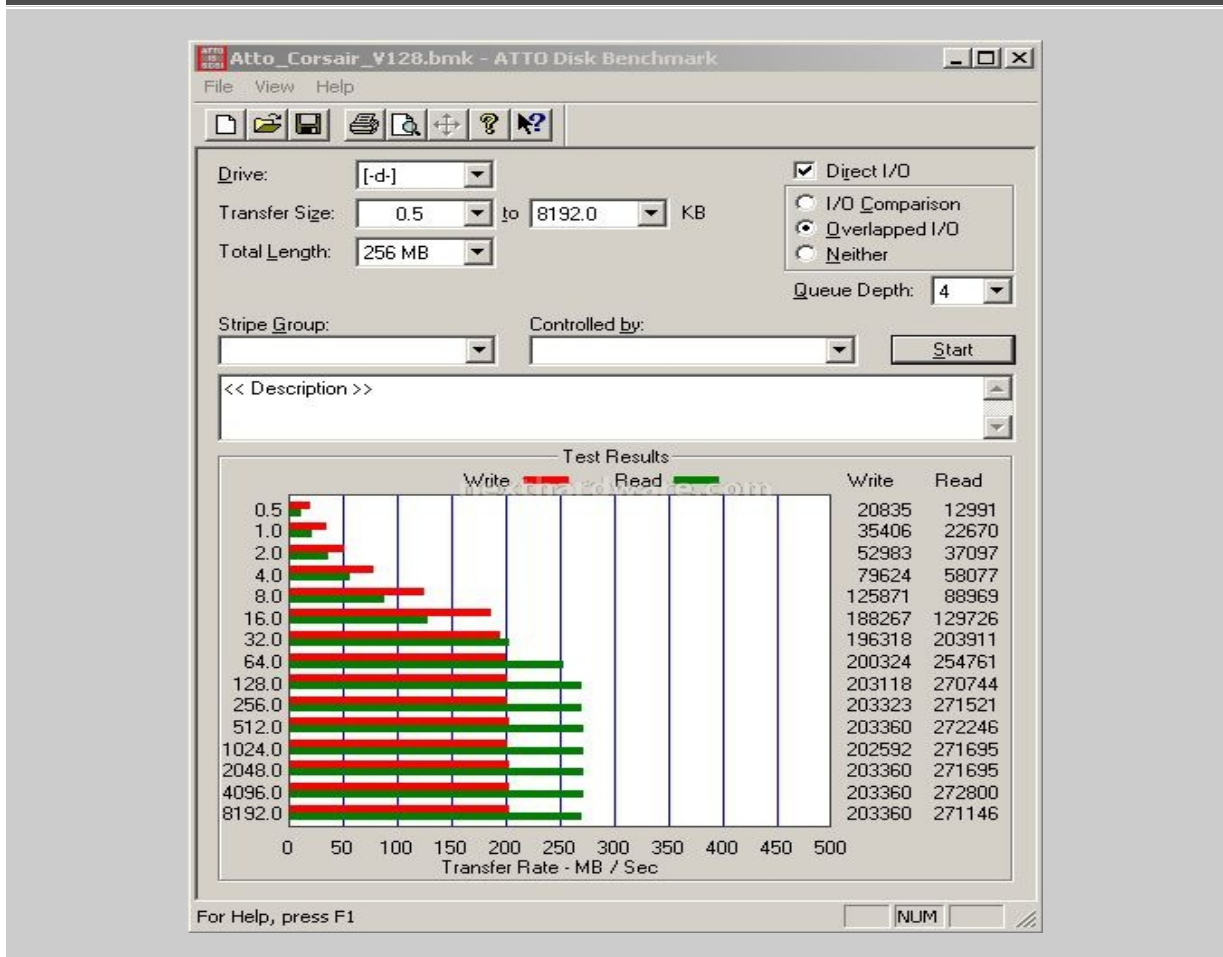 Atto_Corsair_V128.bmk - ATTO Disk Benchmark
File View Help
Drive: [-d-] Direct I/O
Transfer Size: 0.5 to 8192.0 KB I/O Comparison
Overlapped I/O
Total Length: 256 MB Neither
Queue Depth: 4
Stripe Group: Controlled by:
Start
<< Description >>
Test Results
Write Read Write Read
nexthardware.com
0.5 20835 12991
1.0 35406 22670
2.0 52983 37097
4.0 79624 58077
8.0 125871 88969
16.0 188267 129726
32.0 196318 203911
64.0 200324 254761
128.0 203118 270744
256.0 203323 271521
512.0 203360 272246
1024.0 202592 271695
2048.0 203360 271695
4096.0 203360 272800
8192.0 203360 271146
0 50 100 150 200 250 300 350 400 450 500
Transfer Rate - MB / Sec
For Help, press F1 NUM